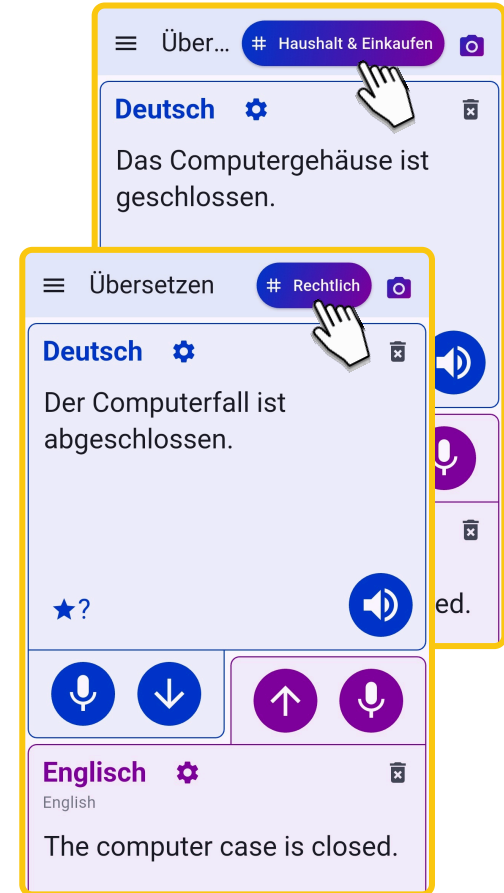 Über...
# Haushalt & Einkaufen
Deutsch
Das Computergehäuse ist
geschlossen.
ed.
Übersetzen
# Rechtlich
Deutsch
Der Computerfall ist
abgeschlossen.
?
Englisch
English
The computer case is closed.